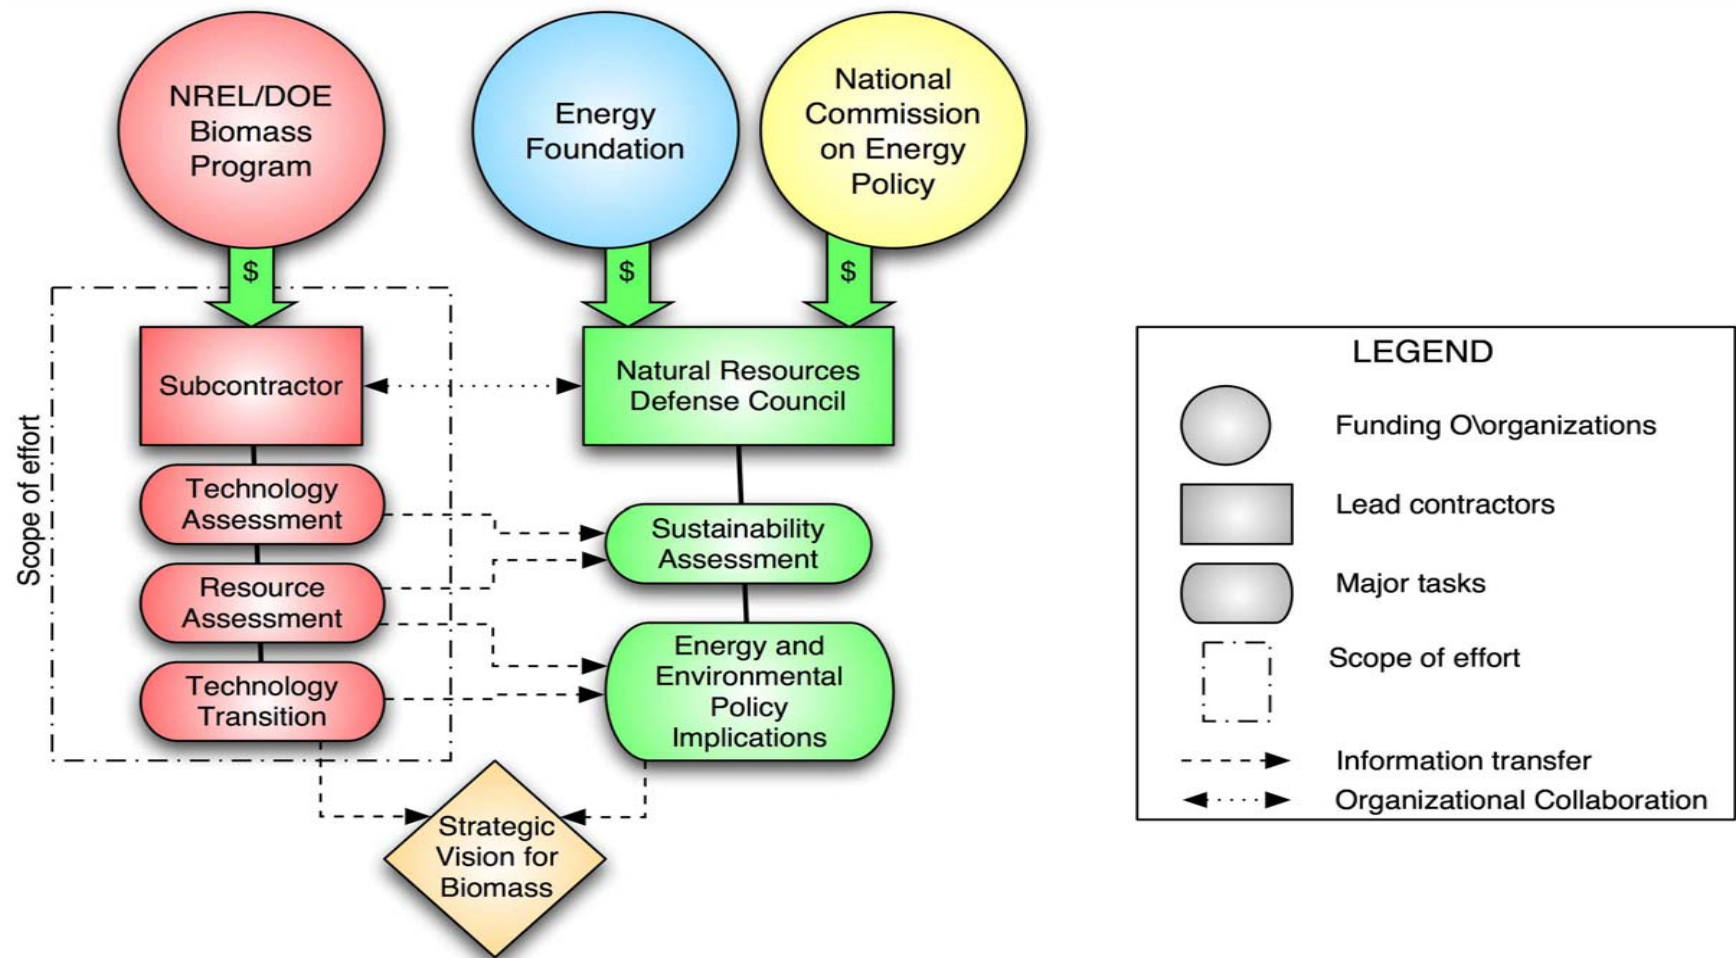 NREL/DOE
Biomass
Program
Energy
Foundation
National
Commission
on Energy
Policy
$
$
$
Scope of effort
Subcontractor
Natural Resources
Defense Council
Technology
Assessment
Resource
Assessment
Technology
Transition
Sustainability
Assessment
Energy and
Environmental
Policy
Implications
Strategic
Vision for
Biomass
LEGEND
Funding O\organizations
Lead contractors
Major tasks
Scope of effort
Information transfer
Organizational Collaboration